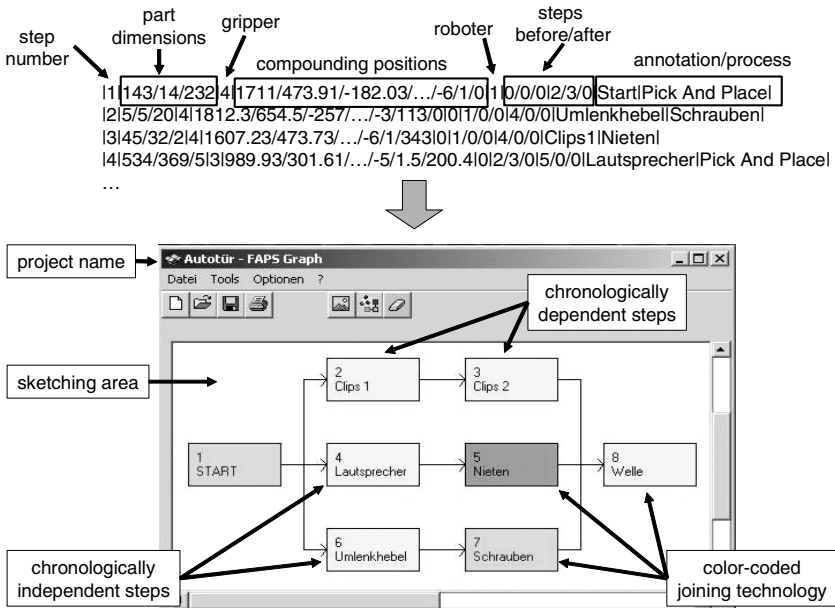 step
number
part
dimensions
gripper
compounding positions
roboter
steps
before/after
annotation/process
|1|143/14/232|4|1711/473.91/-182.03/…/-6/1/0|1|0/0/0|2/3/0|Start|Pick And Place|
|2|5/5/20|4|1812.3/654.5/-257/…/-3/113/0|0|1/0/0|4/0/0|Umlenkhebel|Schrauben|
|3|45/32/2|4|1607.23/473.73/…/-6/1/343|0|1/0/0|4/0/0|Clips1|Nieten|
|4|534/369/5|3|989.93/301.61/…/-5/1.5/200.4|0|2/3/0|5/0/0|Lautsprecher|Pick And Place|
…
project name
Autotür - FAPS Graph
Datei Tools Optionen ?
chronologically
dependent steps
sketching area
2
Clips 1
3
Clips 2
1
START
4
Lautsprecher
5
Nieten
8
Welle
6
Umlenkhebel
7
Schrauben
chronologically
independent steps
color-coded
joining technology